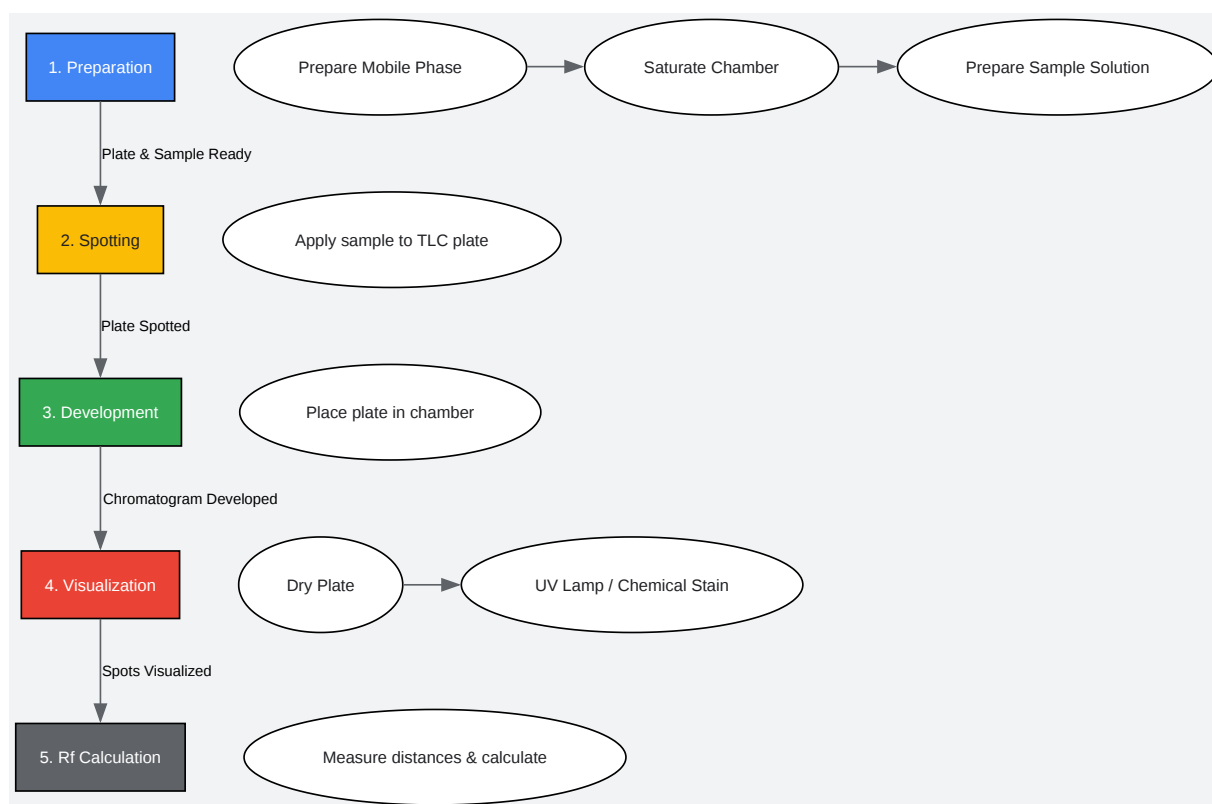 1. Preparation
Prepare Mobile Phase
Saturate Chamber
Prepare Sample Solution
Plate & Sample Ready
2. Spotting
Apply sample to TLC plate
Plate Spotted
3. Development
Place plate in chamber
Chromatogram Developed
4. Visualization
Dry Plate
UV Lamp / Chemical Stain
Spots Visualized
5. Rf Calculation
Measure distances & calculate